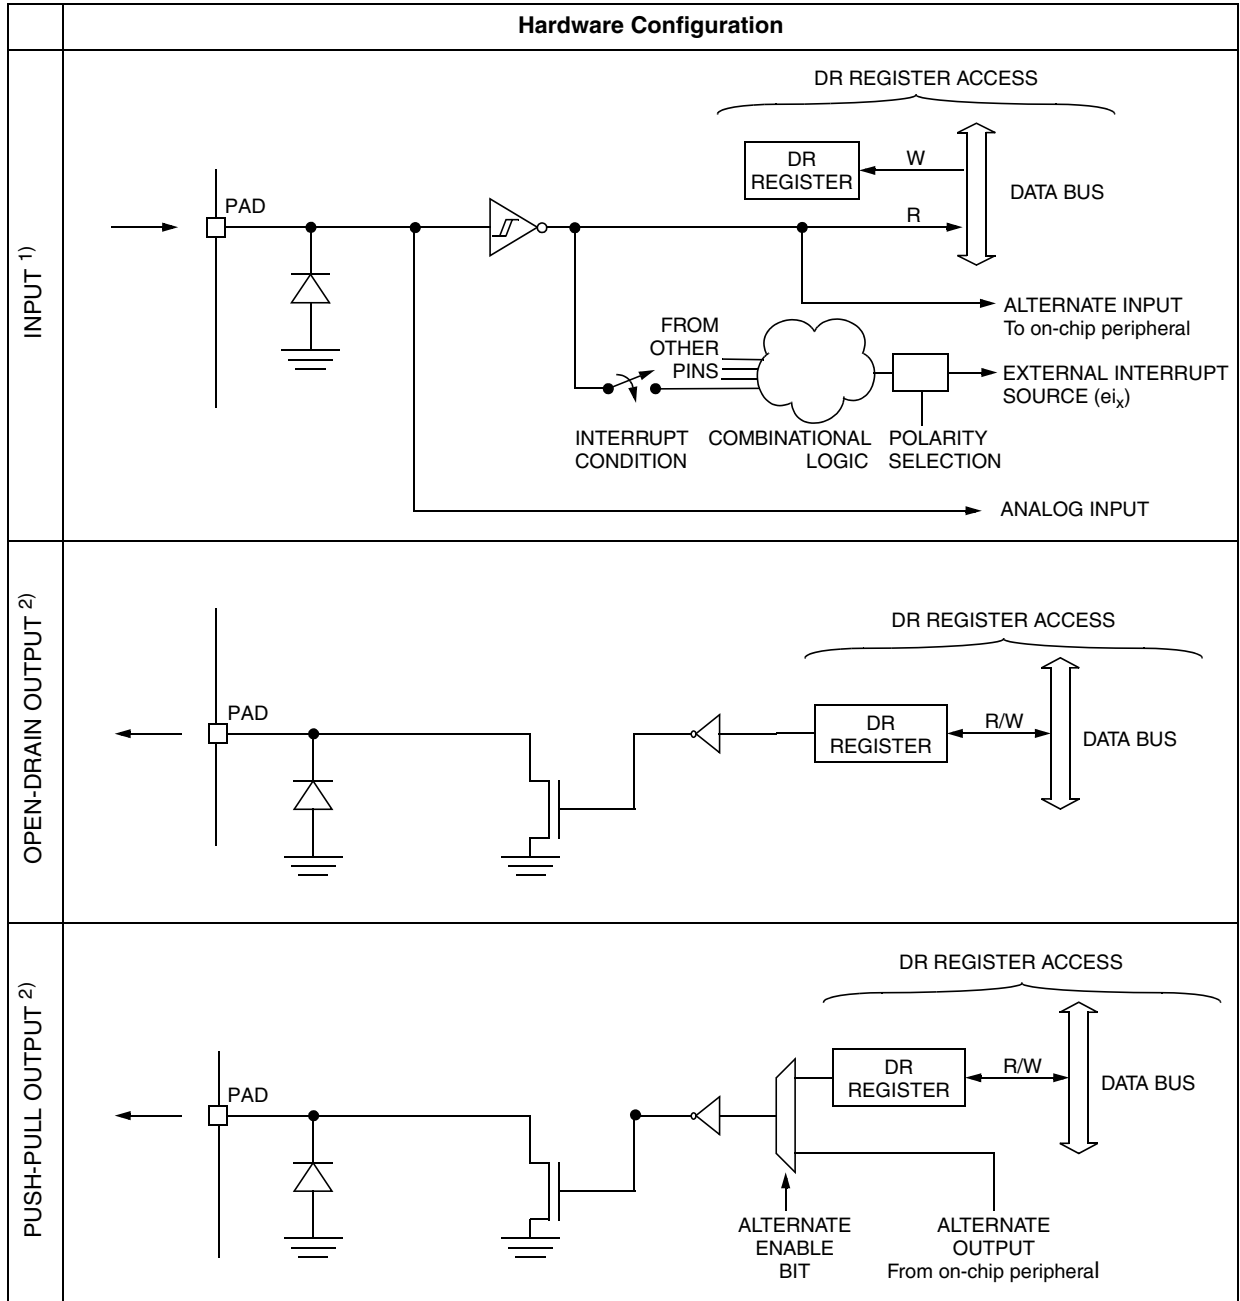 Hardware Configuration
INPUT 1)
DR REGISTER ACCESS
DR
REGISTER
W
DATA BUS
PAD
R
ALTERNATE INPUT
To on-chip peripheral
FROM
OTHER
PINS
EXTERNAL INTERRUPT
SOURCE (eix)
INTERRUPT
CONDITION
COMBINATIONAL
LOGIC
POLARITY
SELECTION
ANALOG INPUT
OPEN-DRAIN OUTPUT 2)
DR REGISTER ACCESS
PAD
DR
REGISTER
R/W
DATA BUS
PUSH-PULL OUTPUT 2)
DR REGISTER ACCESS
PAD
DR
REGISTER
R/W
DATA BUS
ALTERNATE
ENABLE
BIT
ALTERNATE
OUTPUT
From on-chip peripheral